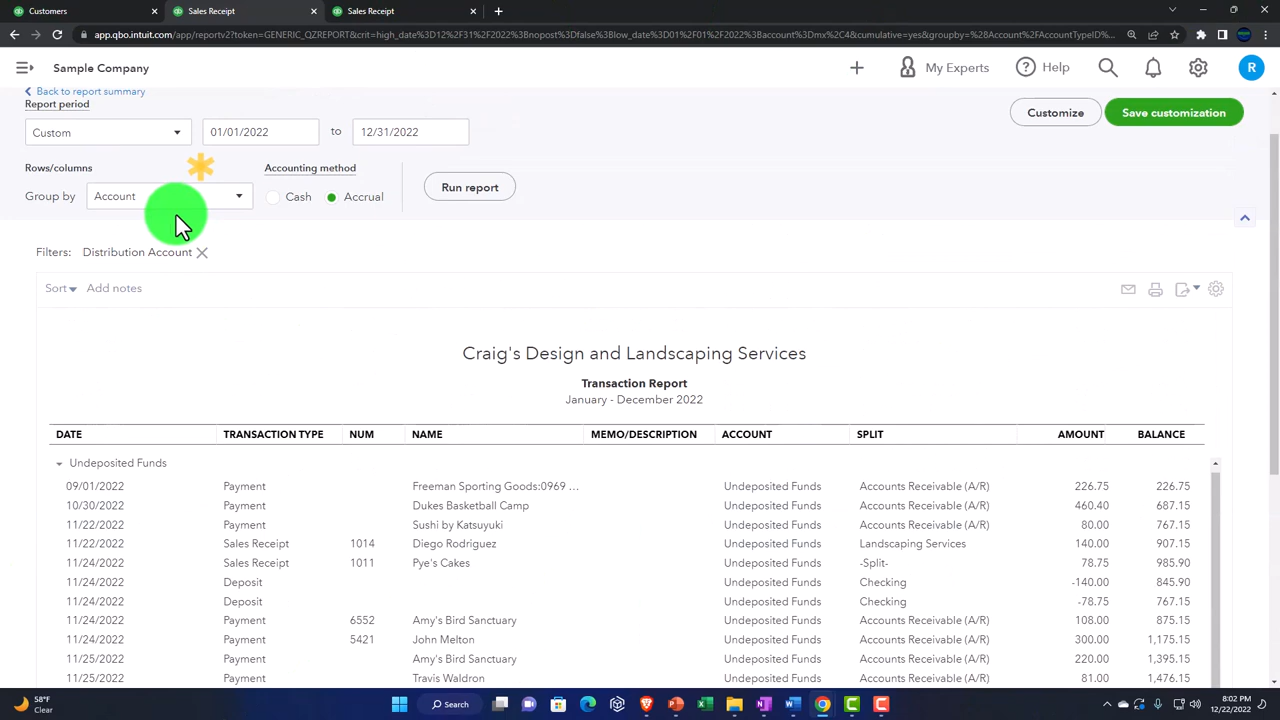 Customers
Sales Receipt
Sales Receipt
app.qbo.intuit.com/app/reportv2?token=GENERIC_QZREPORT&crit=high_date%3D12%2F31%2F2022%3Bnopost%3Dfalse%3Blow_date%3D01%2F01%2F2022%3Baccount%3Dmx%2C4&cumulative=yes&groupby=%28Account%2FAccountTypeID%...
Sample Company
My Experts
Help
R
Back to report summary
Report period
Custom
01/01/2022
to
12/31/2022
Customize
Save customization
Rows/columns
Accounting method
Group by
Account
Cash
Accrual
Run report
Filters:
Distribution Account
Sort
Add notes
Craig's Design and Landscaping Services
Transaction Report
January - December 2022
DATE TRANSACTION TYPE NUM NAME MEMO/DESCRIPTION ACCOUNT SPLIT AMOUNT BALANCE
Undeposited Funds
09/01/2022 Payment Freeman Sporting Goods:0969 ... Undeposited Funds Accounts Receivable (A/R) 226.75 226.75
10/30/2022 Payment Dukes Basketball Camp Undeposited Funds Accounts Receivable (A/R) 460.40 687.15
11/22/2022 Payment Sushi by Katsuyuki Undeposited Funds Accounts Receivable (A/R) 80.00 767.15
11/22/2022 Sales Receipt 1014 Diego Rodriguez Undeposited Funds Landscaping Services 140.00 907.15
11/24/2022 Sales Receipt 1011 Pye's Cakes Undeposited Funds -Split- 78.75 985.90
11/24/2022 Deposit Undeposited Funds Checking -140.00 845.90
11/24/2022 Deposit Undeposited Funds Checking -78.75 767.15
11/24/2022 Payment 6552 Amy's Bird Sanctuary Undeposited Funds Accounts Receivable (A/R) 108.00 875.15
11/24/2022 Payment 5421 John Melton Undeposited Funds Accounts Receivable (A/R) 300.00 1,175.15
11/25/2022 Payment Amy's Bird Sanctuary Undeposited Funds Accounts Receivable (A/R) 220.00 1,395.15
11/25/2022 Payment Travis Waldron Undeposited Funds Accounts Receivable (A/R) 81.00 1,476.15
58°F
Clear
Search
8:02 PM
12/22/2022